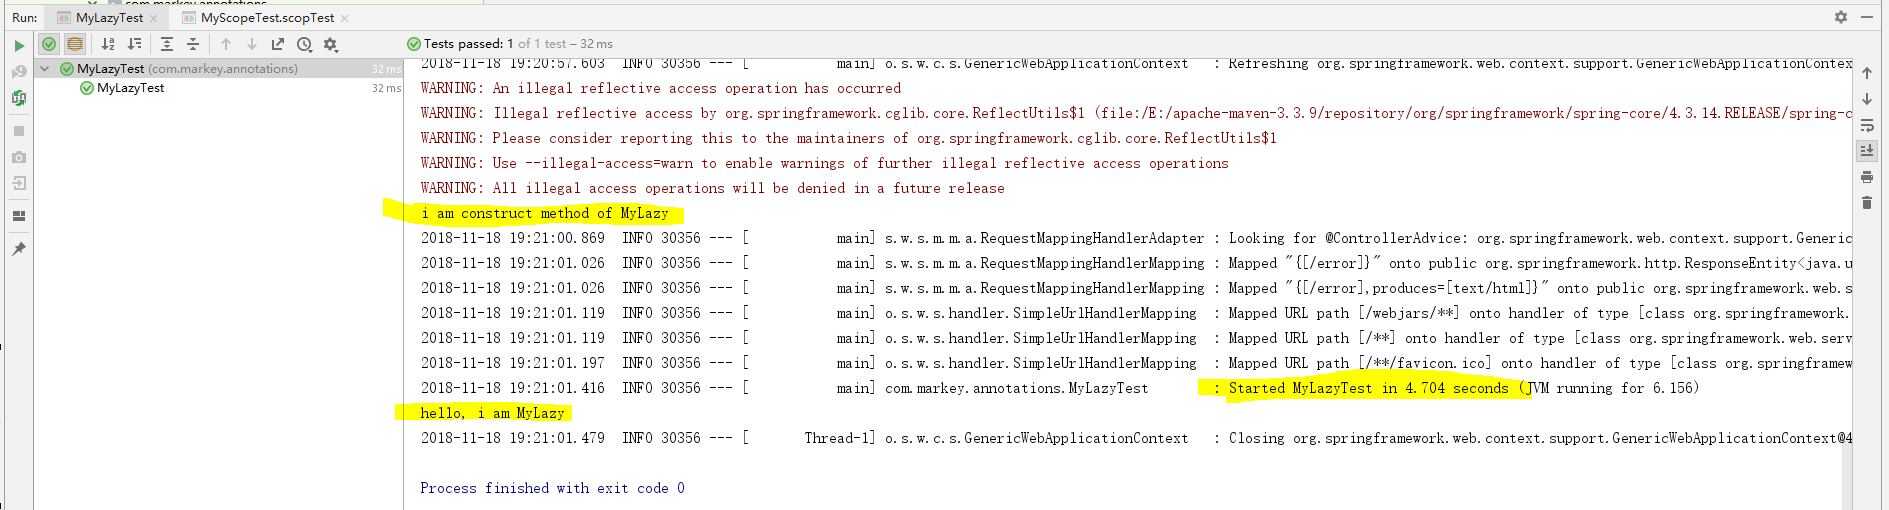 com.markey.annotations
Run: MyLazyTest × MyScopeTest.scopTest ×
Tests passed: 1 of 1 test – 32 ms
MyLazyTest (com.markey.annotations) 32 ms
MyLazyTest 32 ms
2018-11-18 19:20:57.603  INFO 30356 --- [           main] o.s.w.c.s.GenericWebApplicationContext   : Refreshing org.springframework.web.context.support.GenericWebApplicationContex
WARNING: An illegal reflective access operation has occurred
WARNING: Illegal reflective access by org.springframework.cglib.core.ReflectUtils$1 (file:/E:/apache-maven-3.3.9/repository/org/springframework/spring-core/4.3.14.RELEASE/spring-c
WARNING: Please consider reporting this to the maintainers of org.springframework.cglib.core.ReflectUtils$1
WARNING: Use --illegal-access=warn to enable warnings of further illegal reflective access operations
WARNING: All illegal access operations will be denied in a future release
i am construct method of MyLazy
2018-11-18 19:21:00.869  INFO 30356 --- [           main] s.w.s.m.m.a.RequestMappingHandlerAdapter : Looking for @ControllerAdvice: org.springframework.web.context.support.Generic
2018-11-18 19:21:01.026  INFO 30356 --- [           main] s.w.s.m.m.a.RequestMappingHandlerMapping : Mapped "{[/error]}" onto public org.springframework.http.ResponseEntity<java.u
2018-11-18 19:21:01.026  INFO 30356 --- [           main] s.w.s.m.m.a.RequestMappingHandlerMapping : Mapped "{[/error],produces=[text/html]}" onto public org.springframework.web.s
2018-11-18 19:21:01.119  INFO 30356 --- [           main] o.s.w.s.handler.SimpleUrlHandlerMapping  : Mapped URL path [/webjars/**] onto handler of type [class org.springframework.
2018-11-18 19:21:01.119  INFO 30356 --- [           main] o.s.w.s.handler.SimpleUrlHandlerMapping  : Mapped URL path [/**] onto handler of type [class org.springframework.web.serv
2018-11-18 19:21:01.197  INFO 30356 --- [           main] o.s.w.s.handler.SimpleUrlHandlerMapping  : Mapped URL path [/**/favicon.ico] onto handler of type [class org.springframew
2018-11-18 19:21:01.416  INFO 30356 --- [           main] com.markey.annotations.MyLazyTest        : Started MyLazyTest in 4.704 seconds (JVM running for 6.156)
hello, i am MyLazy
2018-11-18 19:21:01.479  INFO 30356 --- [       Thread-1] o.s.w.c.s.GenericWebApplicationContext   : Closing org.springframework.web.context.support.GenericWebApplicationContext@4
Process finished with exit code 0